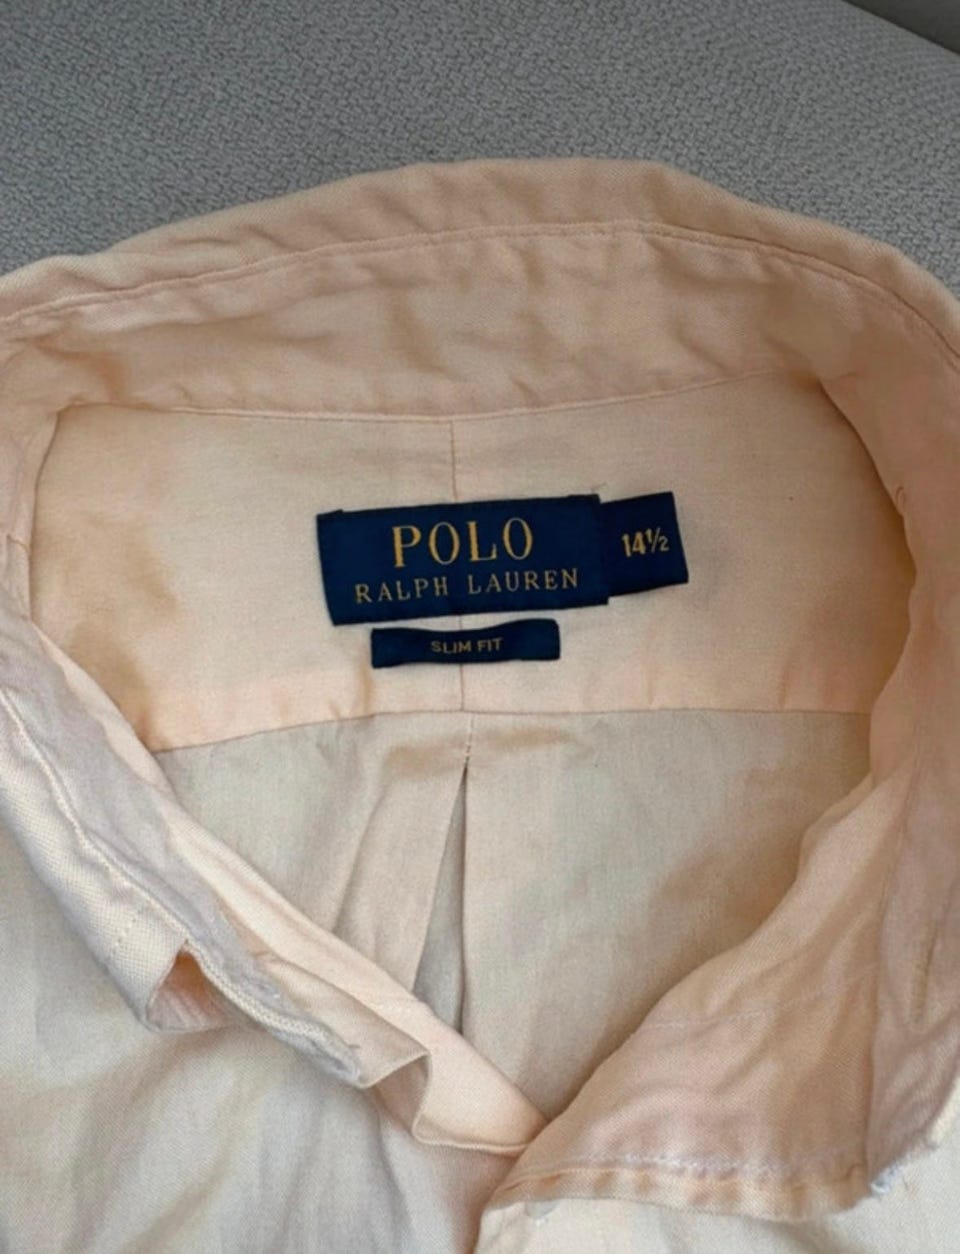 POLO
RALPH LAUREN
14½
SLIM FIT